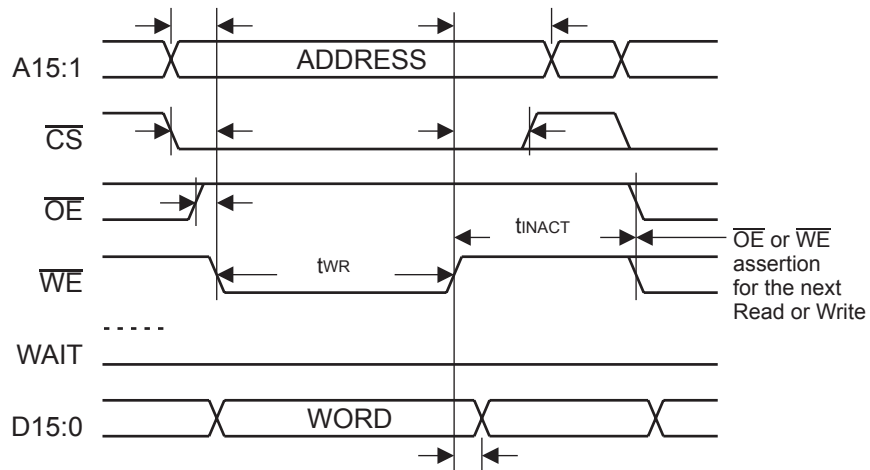 A15:1
ADDRESS
CS
OE
tINACT
OE or WE
assertion
for the next
Read or Write
WE
tWR
WAIT
D15:0
WORD